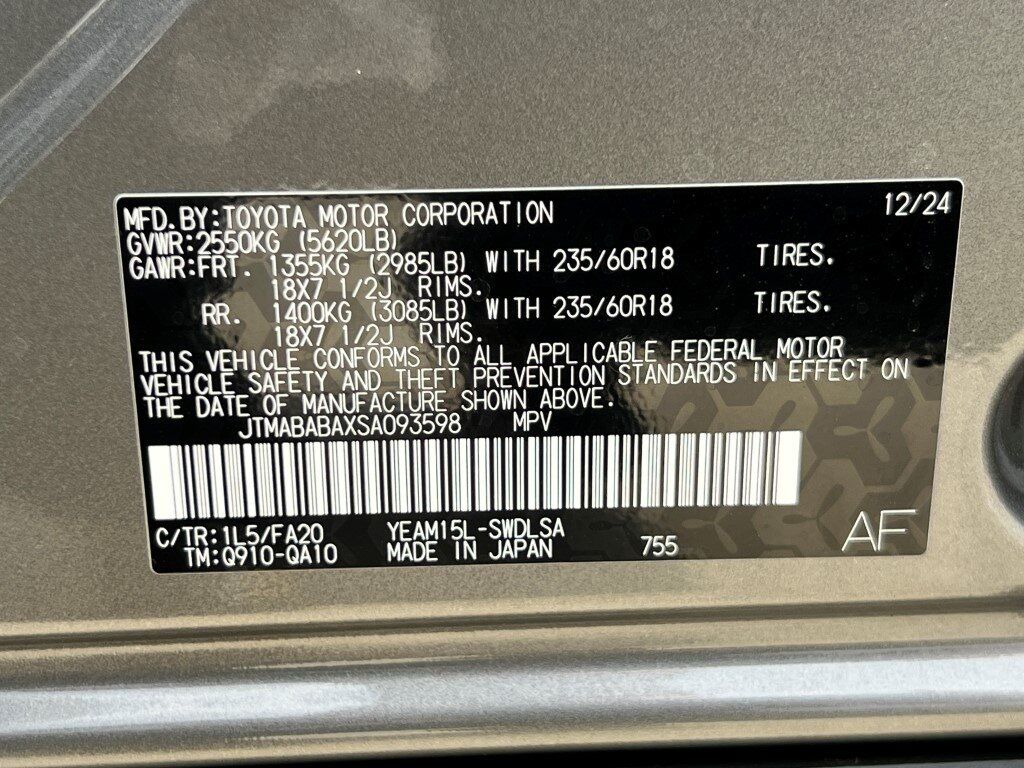 MFD.BY:TOYOTA MOTOR CORPORATION 12/24
GVWR:2550KG (5620LB)
GAWR:FRT. 1355KG (2985LB) WITH 235/60R18 TIRES.
18X7 1/2J RIMS.
RR. 1400KG (3085LB) WITH 235/60R18 TIRES.
18X7 1/2J RIMS.
THIS VEHICLE CONFORMS TO ALL APPLICABLE FEDERAL MOTOR
VEHICLE SAFETY AND THEFT PREVENTION STANDARDS IN EFFECT ON
THE DATE OF MANUFACTURE SHOWN ABOVE.
JTMABABAXSA093598 MPV
C/TR:1L5/FA20 YEAM15L-SWDLSA
TM:Q910-QA10 MADE IN JAPAN 755 AF